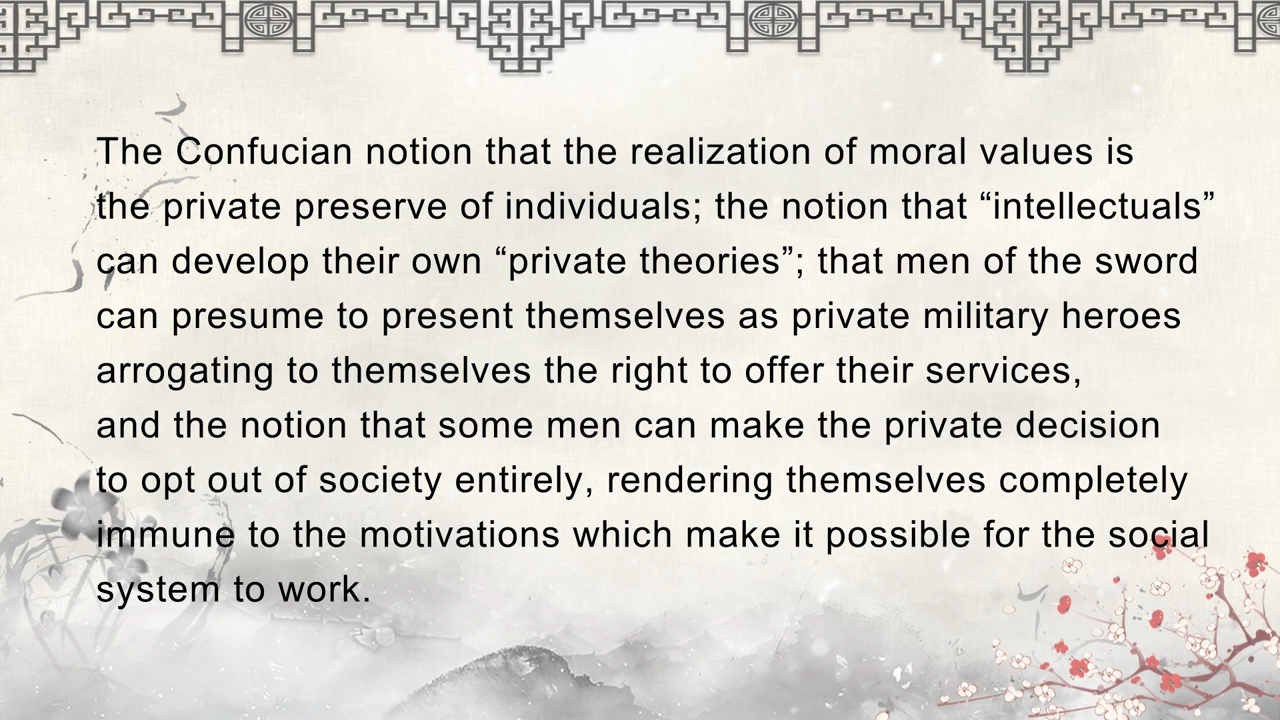 The Confucian notion that the realization of moral values is
the private preserve of individuals; the notion that “intellectuals”
can develop their own “private theories”; that men of the sword
can presume to present themselves as private military heroes
arrogating to themselves the right to offer their services,
and the notion that some men can make the private decision
to opt out of society entirely, rendering themselves completely
immune to the motivations which make it possible for the social
system to work.